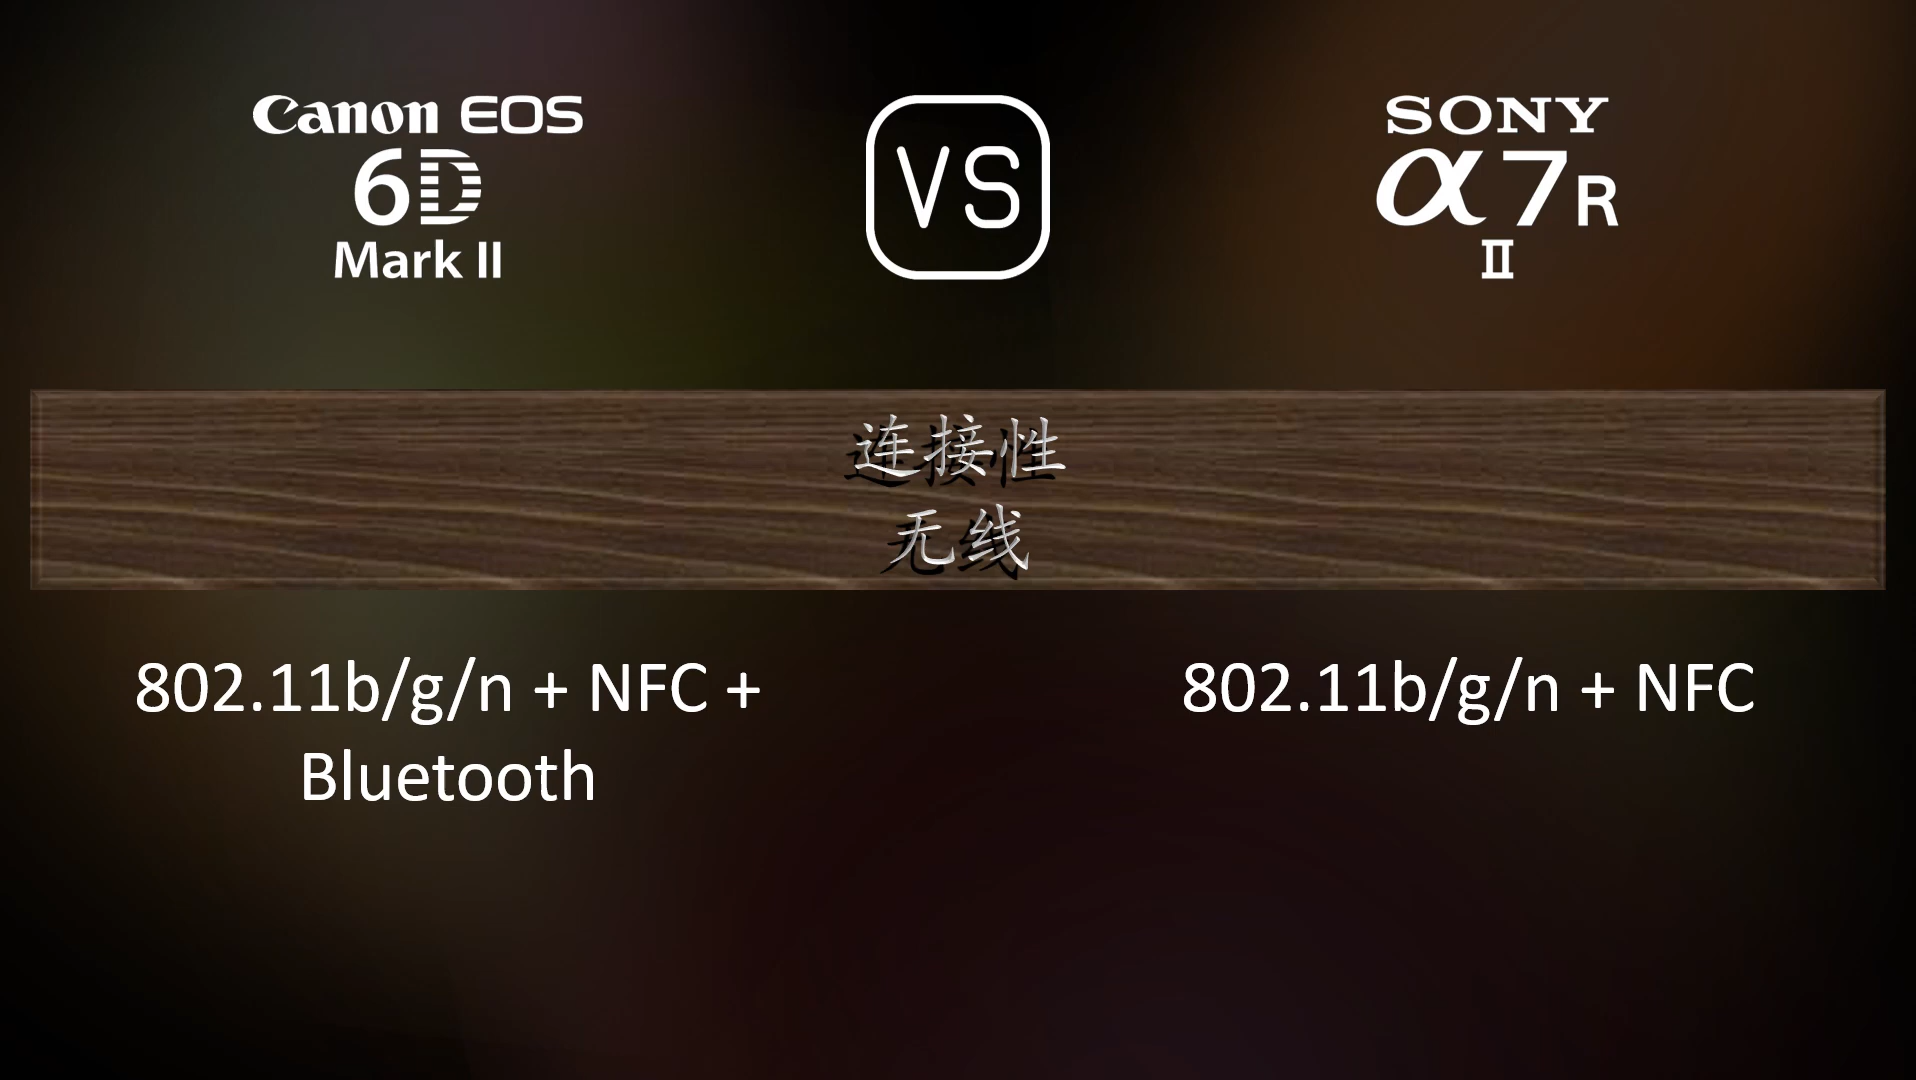 Canon EOS
6D
Mark II
VS
SONY
α7R
II
连接性
无线
802.11b/g/n + NFC +
Bluetooth
802.11b/g/n + NFC